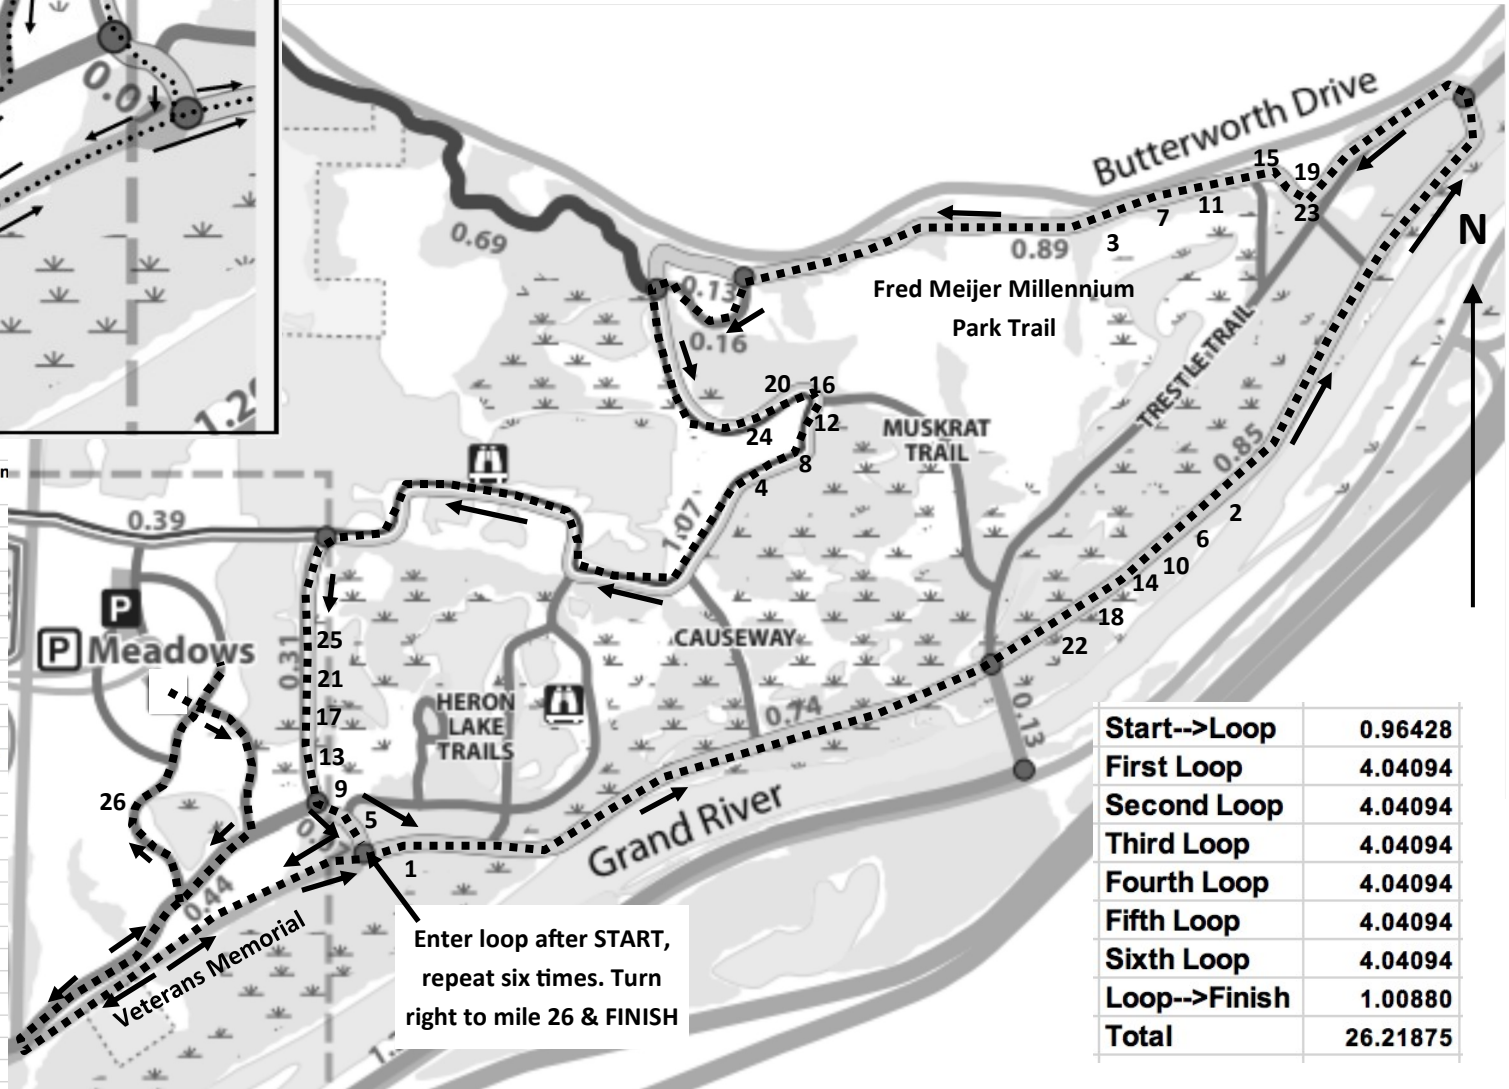 0.0
1.2
n
Butterworth Drive
15
19
23
11
7
3
0.89
N
0.69
0.13
0.16
Fred Meijer Millennium
Park Trail
TRESTLE TRAIL
20
16
12
24
8
4
MUSKRAT
TRAIL
0.85
0.39
1.07
2
6
10
14
18
22
P
P Meadows
0.31
25
21
17
13
9
5
1
CAUSEWAY
HERON
LAKE
TRAILS
0.74
0.13
26
0.44
Grand River
Veterans Memorial
Enter loop after START,
repeat six times. Turn
right to mile 26 & FINISH
Start-->Loop 0.96428
First Loop 4.04094
Second Loop 4.04094
Third Loop 4.04094
Fourth Loop 4.04094
Fifth Loop 4.04094
Sixth Loop 4.04094
Loop-->Finish 1.00880
Total 26.21875